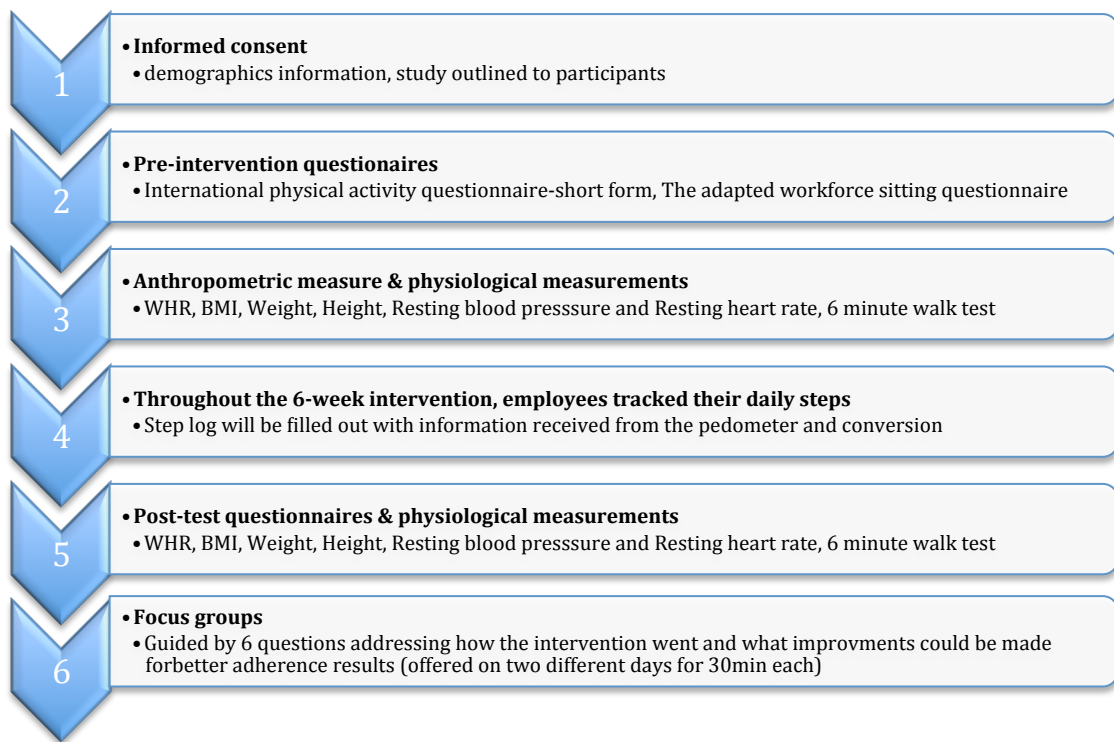 1
•Informed consent
•demographics information, study outlined to participants
2
•Pre-intervention questionaires
•International physical activity questionnaire-short form, The adapted workforce sitting questionnaire
3
•Anthropometric measure & physiological measurements
•WHR, BMI, Weight, Height, Resting blood presssure and Resting heart rate, 6 minute walk test
4
•Throughout the 6-week intervention, employees tracked their daily steps
•Step log will be filled out with information received from the pedometer and conversion
5
•Post-test questionnaires & physiological measurements
•WHR, BMI, Weight, Height, Resting blood presssure and Resting heart rate, 6 minute walk test
6
•Focus groups
•Guided by 6 questions addressing how the intervention went and what improvments could be made
forbetter adherence results (offered on two different days for 30min each)